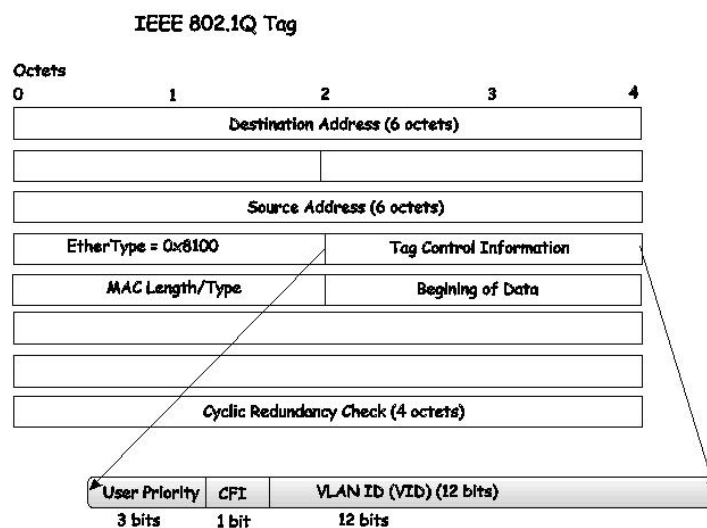 IEEE 802.1Q Tag
Octets
0 1 2 3 4
Destination Address (6 octets)
Source Address (6 octets)
EtherType = 0x8100 Tag Control Information
MAC Length/Type Begining of Data
Cyclic Redundancy Check (4 octets)
User Priority CFI VLAN ID (VID) (12 bits)
3 bits 1 bit 12 bits